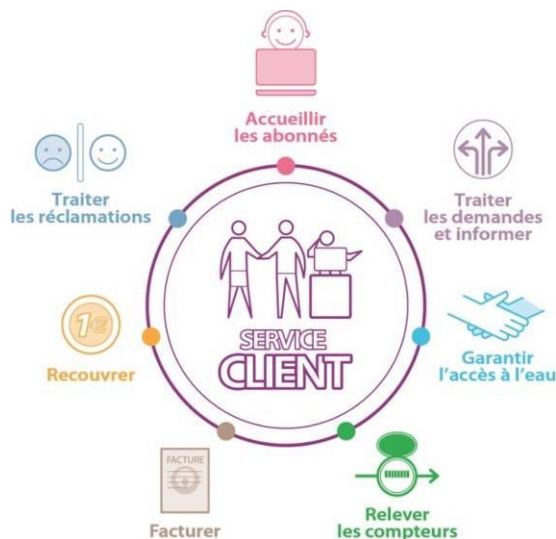 Accueillir
les abonnés
Traiter
les réclamations
Traiter
les demandes
et informer
SERVICE
CLIENT
1€
Recouvrer
Garantir
l'accès à l'eau
FACTURE
Facturer
Relever
les compteurs